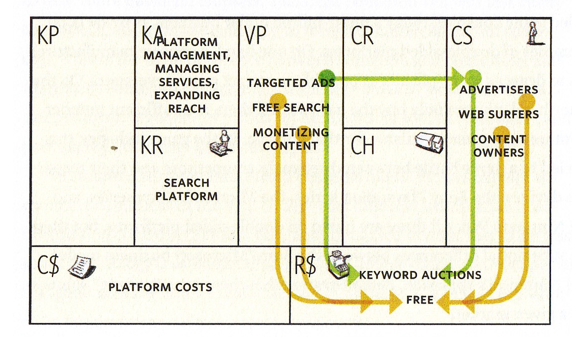 KP
KA
PLATFORM
MANAGEMENT,
MANAGING
SERVICES,
EXPANDING
REACH
KR
SEARCH
PLATFORM
VP
TARGETED ADS
FREE SEARCH
MONETIZING
CONTENT
CR
CH
CS
ADVERTISERS
WEB SURFERS
CONTENT
OWNERS
C$
PLATFORM COSTS
R$
KEYWORD AUCTIONS
FREE